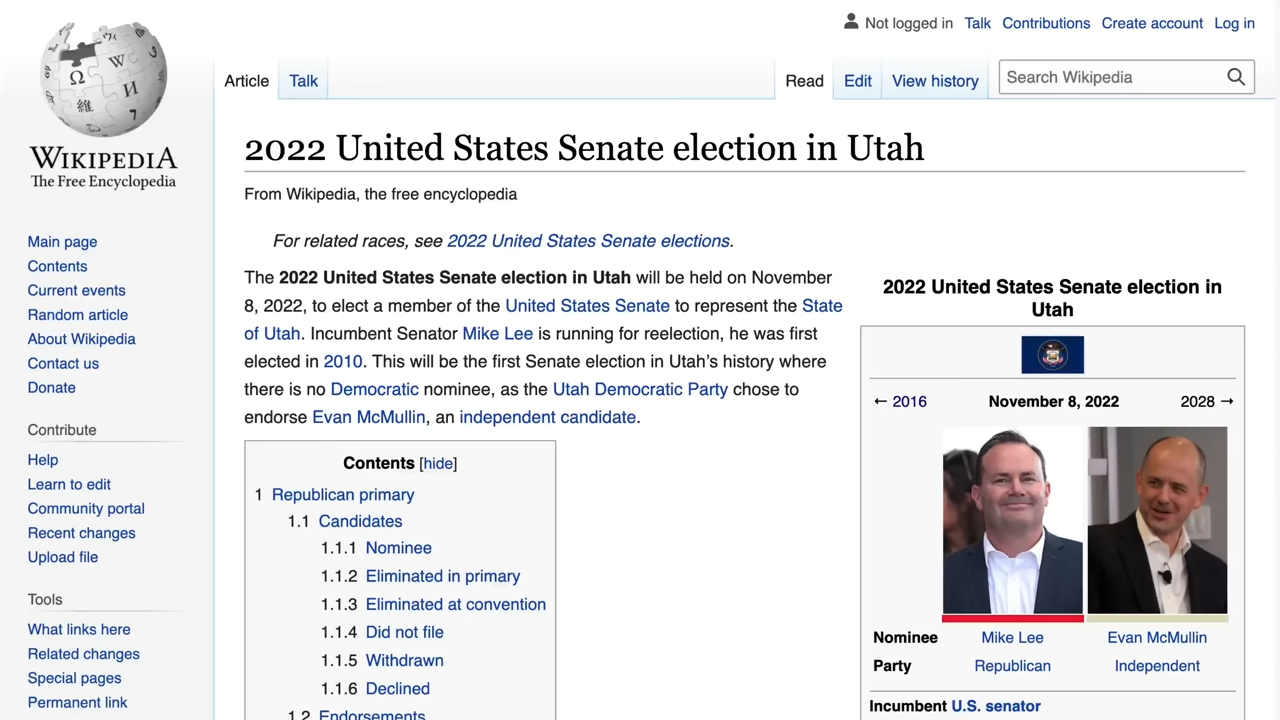 Not logged in Talk Contributions Create account Log in
Article Talk Read Edit View history Search Wikipedia
WIKIPEDIA
The Free Encyclopedia
Main page
Contents
Current events
Random article
About Wikipedia
Contact us
Donate
Contribute
Help
Learn to edit
Community portal
Recent changes
Upload file
Tools
What links here
Related changes
Special pages
Permanent link
2022 United States Senate election in Utah
From Wikipedia, the free encyclopedia
For related races, see 2022 United States Senate elections.
The 2022 United States Senate election in Utah will be held on November
8, 2022, to elect a member of the United States Senate to represent the State
of Utah. Incumbent Senator Mike Lee is running for reelection, he was first
elected in 2010. This will be the first Senate election in Utah’s history where
there is no Democratic nominee, as the Utah Democratic Party chose to
endorse Evan McMullin, an independent candidate.
Contents [hide]
1 Republican primary
1.1 Candidates
1.1.1 Nominee
1.1.2 Eliminated in primary
1.1.3 Eliminated at convention
1.1.4 Did not file
1.1.5 Withdrawn
1.1.6 Declined
1.2 Endorsements
2022 United States Senate election in
Utah
← 2016 November 8, 2022 2028 →
Nominee Mike Lee Evan McMullin
Party Republican Independent
Incumbent U.S. senator